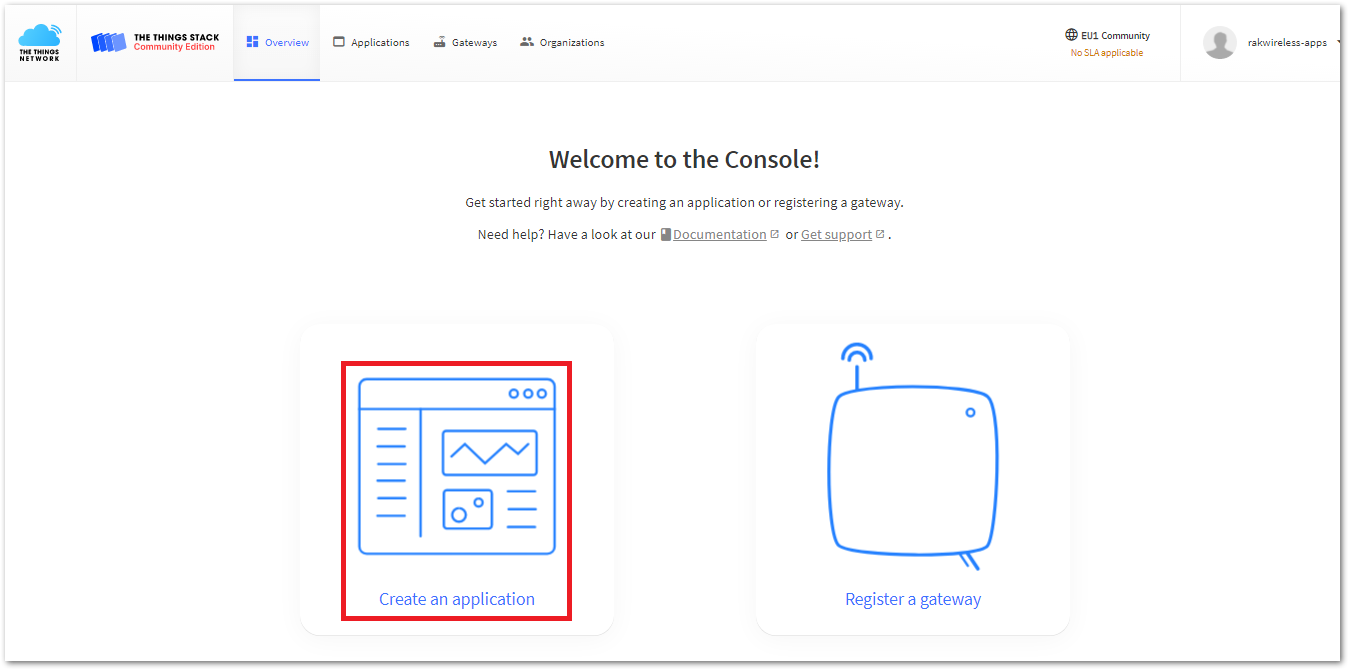 THE THINGS
NETWORK
THE THINGS STACK
Community Edition
Overview
Applications
Gateways
Organizations
EU1 Community
No SLA applicable
rakwireless-apps
Welcome to the Console!
Get started right away by creating an application or registering a gateway.
Need help? Have a look at our Documentation or Get support .
Create an application
Register a gateway